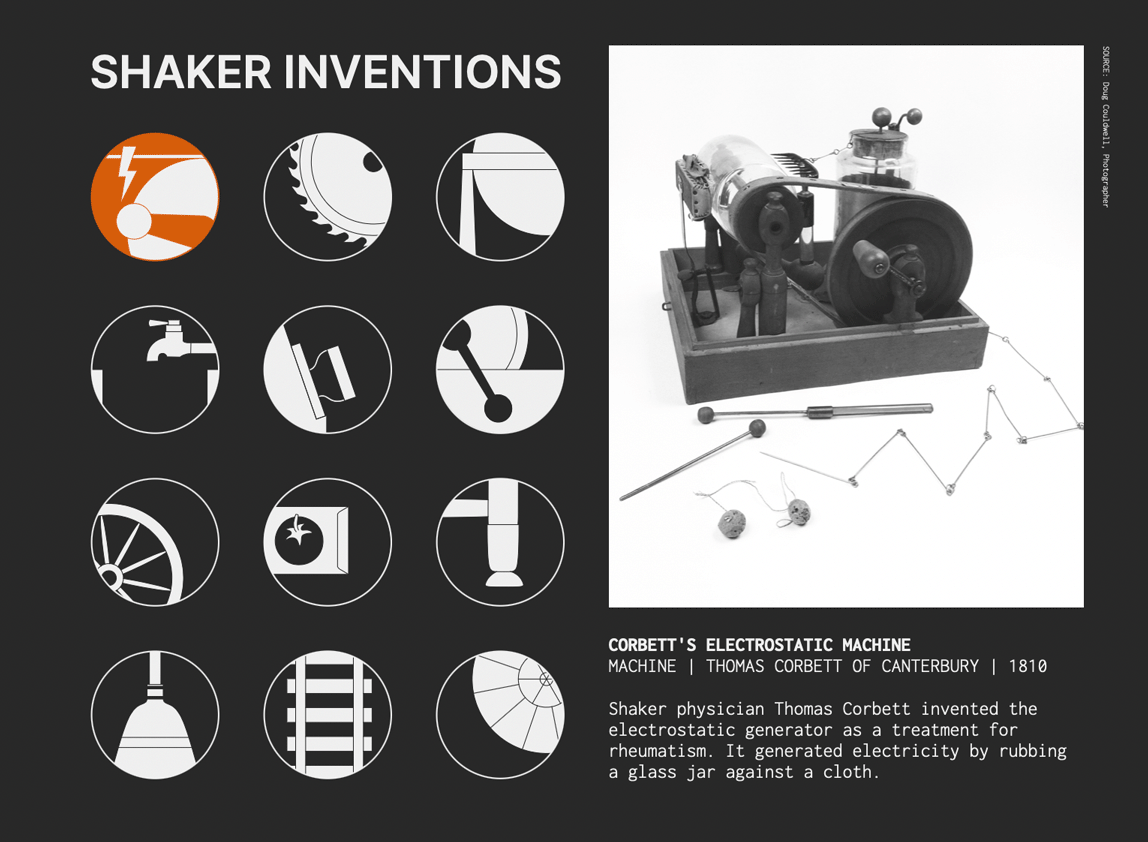 SHAKER INVENTIONS
SOURCE: Doug Couldwell, Photographer
CORBETT'S ELECTROSTATIC MACHINE
MACHINE | THOMAS CORBETT OF CANTERBURY | 1810
Shaker physician Thomas Corbett invented the
electrostatic generator as a treatment for
rheumatism. It generated electricity by rubbing
a glass jar against a cloth.